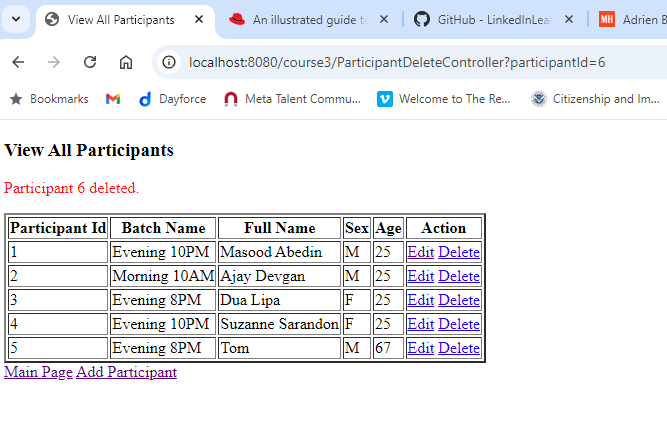 View All Participants
An illustrated guide to
GitHub - LinkedInLea
MH
Adrien B
localhost:8080/course3/ParticipantDeleteController?participantId=6
Bookmarks
Dayforce
Meta Talent Commu...
Welcome to The Re...
Citizenship and Im...
View All Participants
Participant 6 deleted.
Participant Id Batch Name Full Name Sex Age Action
1 Evening 10PM Masood Abedin M 25 Edit Delete
2 Morning 10AM Ajay Devgan M 25 Edit Delete
3 Evening 8PM Dua Lipa F 25 Edit Delete
4 Evening 10PM Suzanne Sarandon F 25 Edit Delete
5 Evening 8PM Tom M 67 Edit Delete
Main Page Add Participant